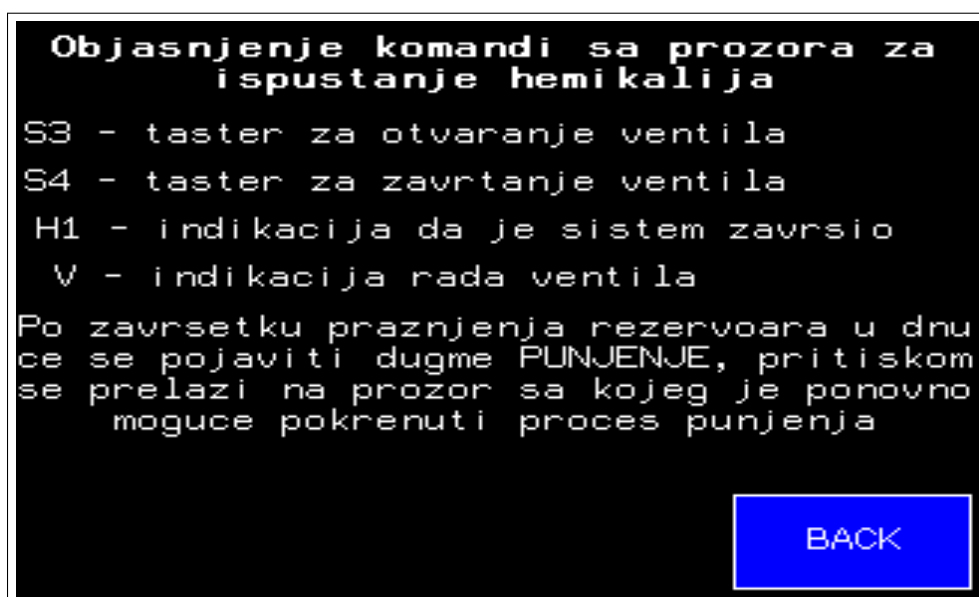 Objasnjenje komandi sa prozora za
ispustanje hemikalija
S3 - taster za otvaranje ventila
S4 - taster za zavrtanje ventila
H1 - indikacija da je sistem zavrsio
V - indikacija rada ventila
Po zavrsetku praznjenja rezervoara u dnu
ce se pojaviti dugme PUNJENJE, pritiskom
se prelazi na prozor sa kojeg je ponovno
moguce pokrenuti proces punjenja
BACK